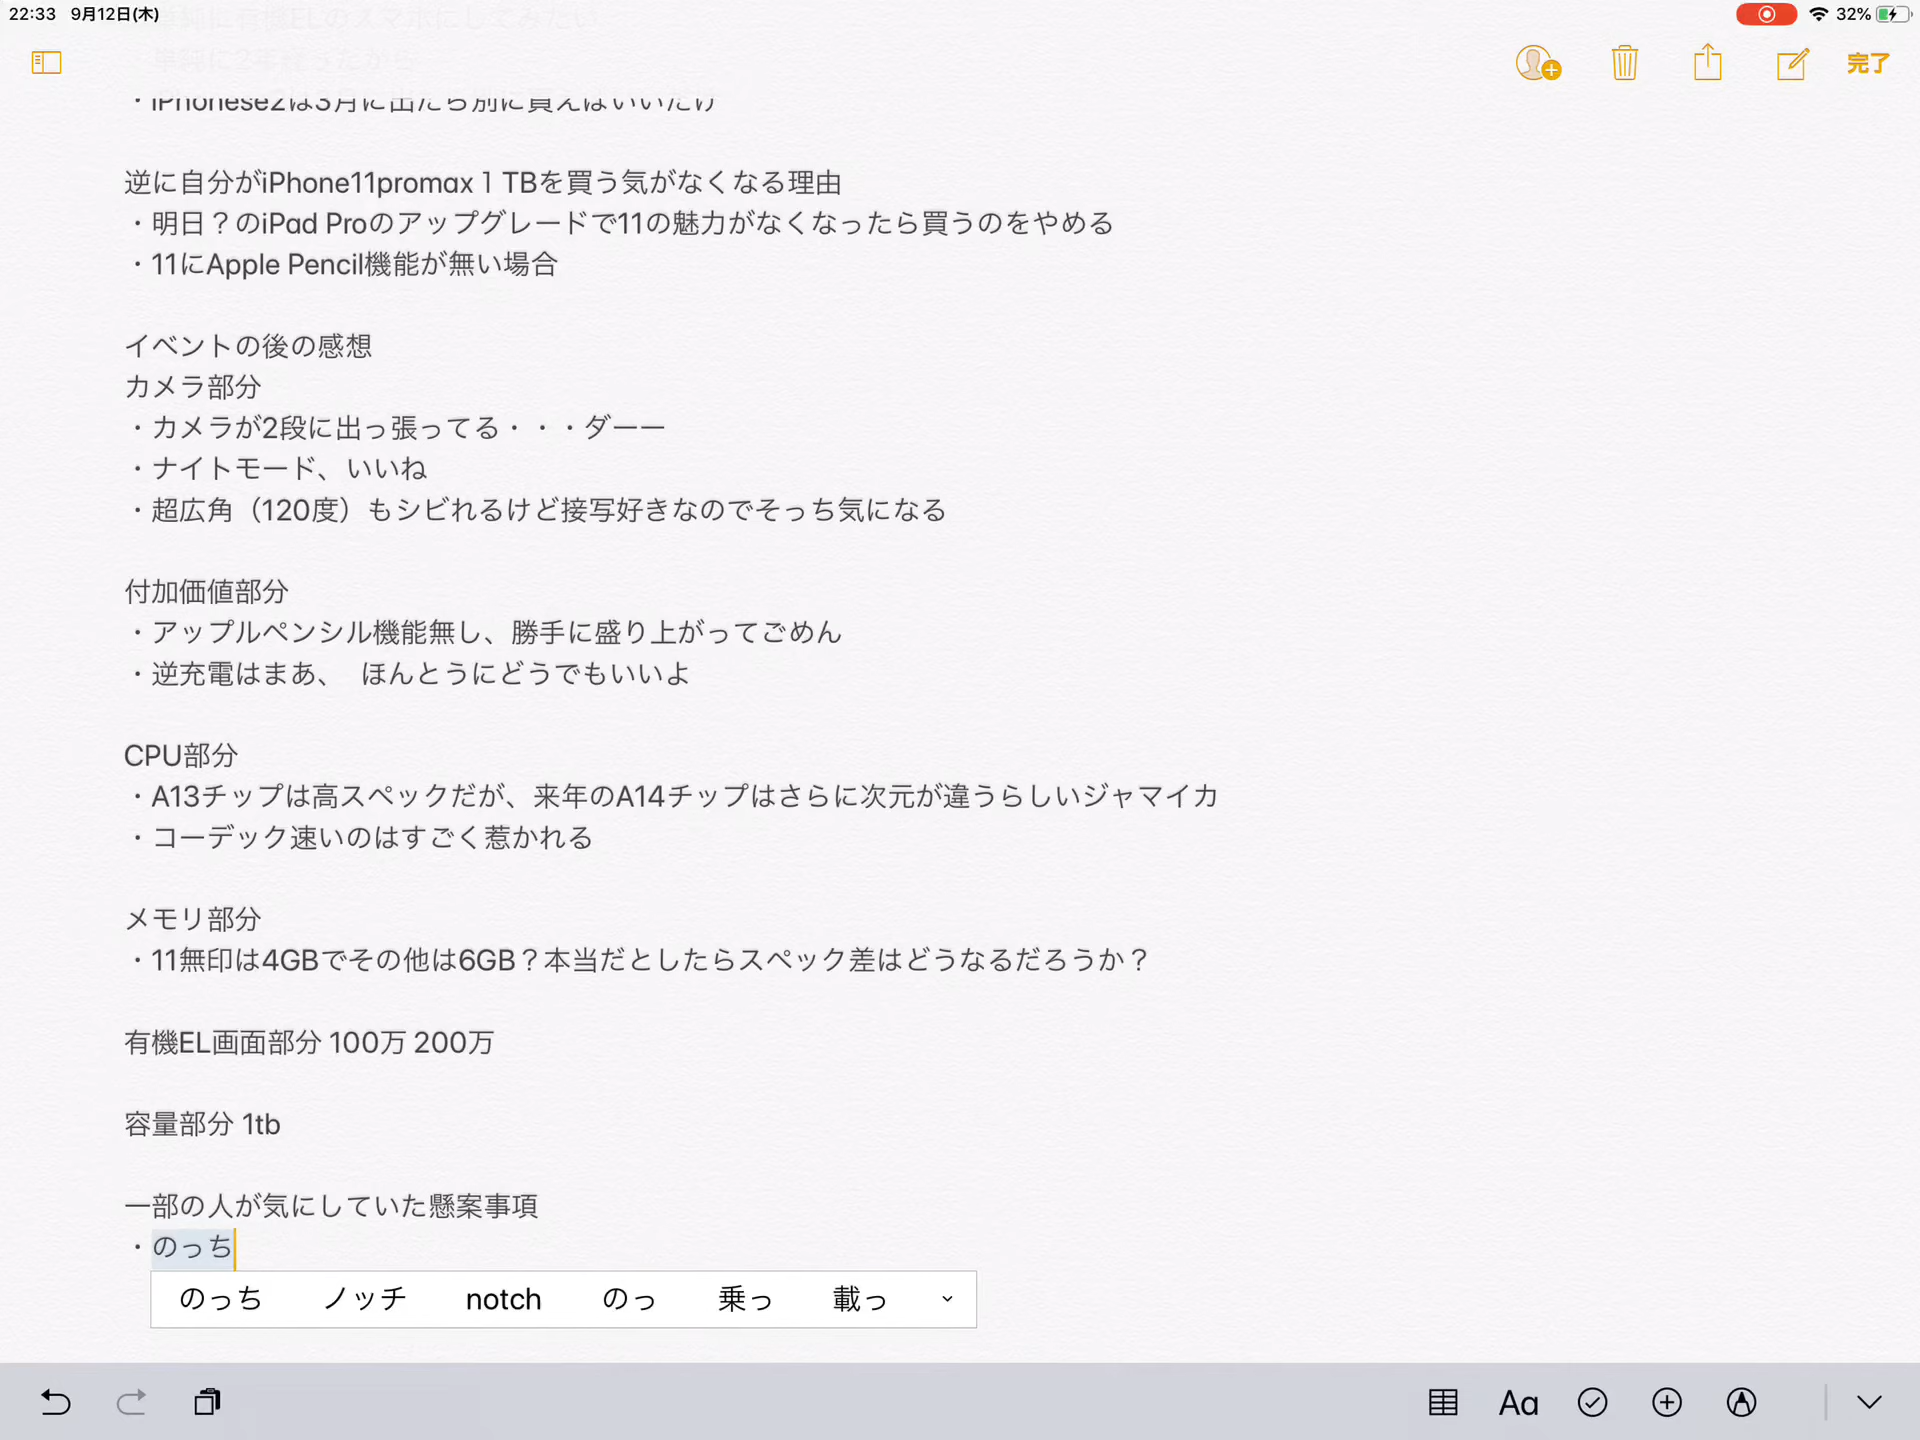 22:33 9月12日(木) 32%
完了
・iPhonese2は3月に出たら別に買えばいいだけ
逆に自分がiPhone11promax 1 TBを買う気がなくなる理由
・明日？のiPad Proのアップグレードで11の魅力がなくなったら買うのをやめる
・11にApple Pencil機能が無い場合
イベントの後の感想
カメラ部分
・カメラが2段に出っ張ってる・・・ダーー
・ナイトモード、いいね
・超広角（120度）もシビれるけど接写好きなのでそっち気になる
付加価値部分
・アップルペンシル機能無し、勝手に盛り上がってごめん
・逆充電はまあ、 ほんとうにどうでもいいよ
CPU部分
・A13チップは高スペックだが、来年のA14チップはさらに次元が違うらしいジャマイカ
・コーデック速いのはすごく惹かれる
メモリ部分
・11無印は4GBでその他は6GB？本当だとしたらスペック差はどうなるだろうか？
有機EL画面部分 100万 200万
容量部分 1tb
一部の人が気にしていた懸案事項
・のっち
のっち ノッチ notch のっ 乗っ 載っ
Aa